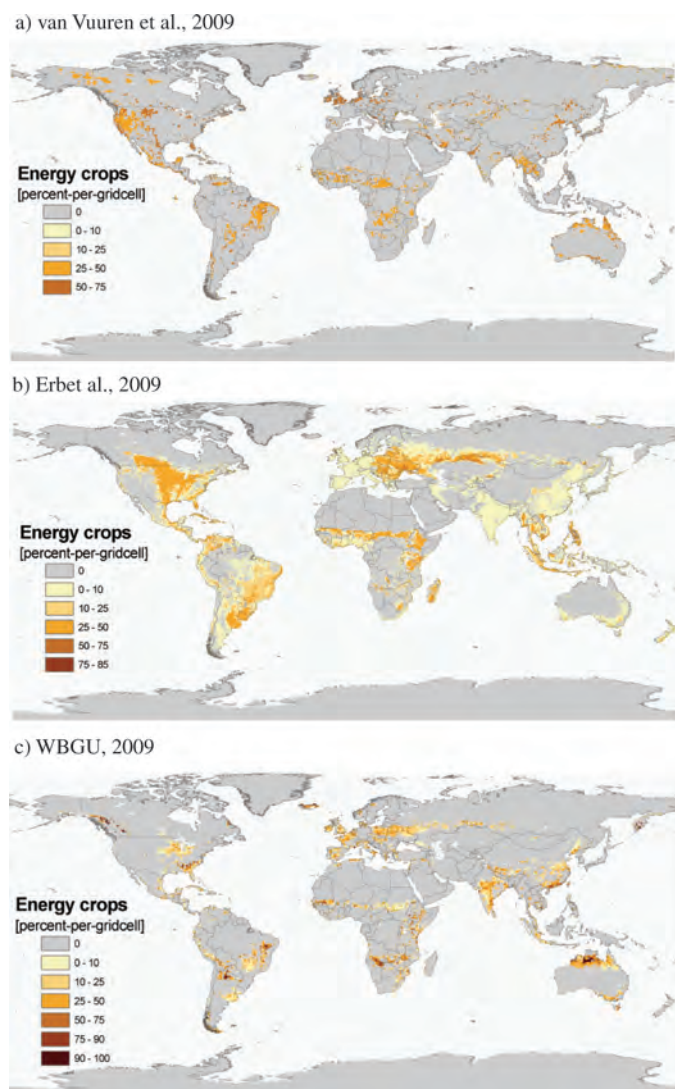 a) van Vuuren et al., 2009
Energy crops
[percent-per-gridcell]
0
0 - 10
10 - 25
25 - 50
50 - 75
b) Erbet al., 2009
Energy crops
[percent-per-gridcell]
0
0 - 10
10 - 25
25 - 50
50 - 75
75 - 85
c) WBGU, 2009
Energy crops
[percent-per-gridcell]
0
0 - 10
10 - 25
25 - 50
50 - 75
75 - 90
90 - 100